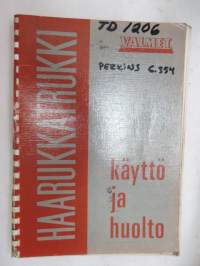 TD 1206
VALMET
PERKINS C.354
HAARUKKATRUKKI
käyttö
ja
huolto